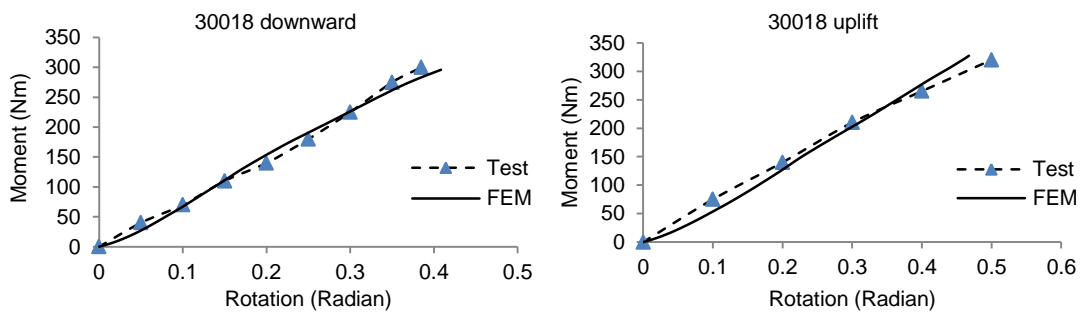 30018 downward
350
300
250
200
150
100
50
0
Moment (Nm)
0 0.1 0.2 0.3 0.4 0.5
Rotation (Radian)
Test
FEM
30018 uplift
350
300
250
200
150
100
50
0
Moment (Nm)
0 0.1 0.2 0.3 0.4 0.5 0.6
Rotation (Radian)
Test
FEM